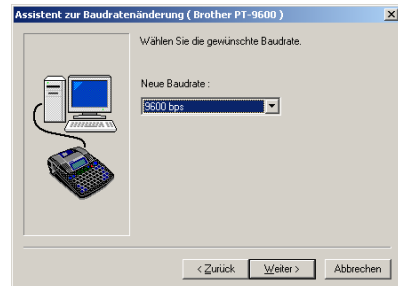 Assistent zur Baudratenänderung ( Brother PT-9600 )
Wählen Sie die gewünschte Baudrate.
Neue Baudrate :
9600 bps
< Zurück
Weiter >
Abbrechen